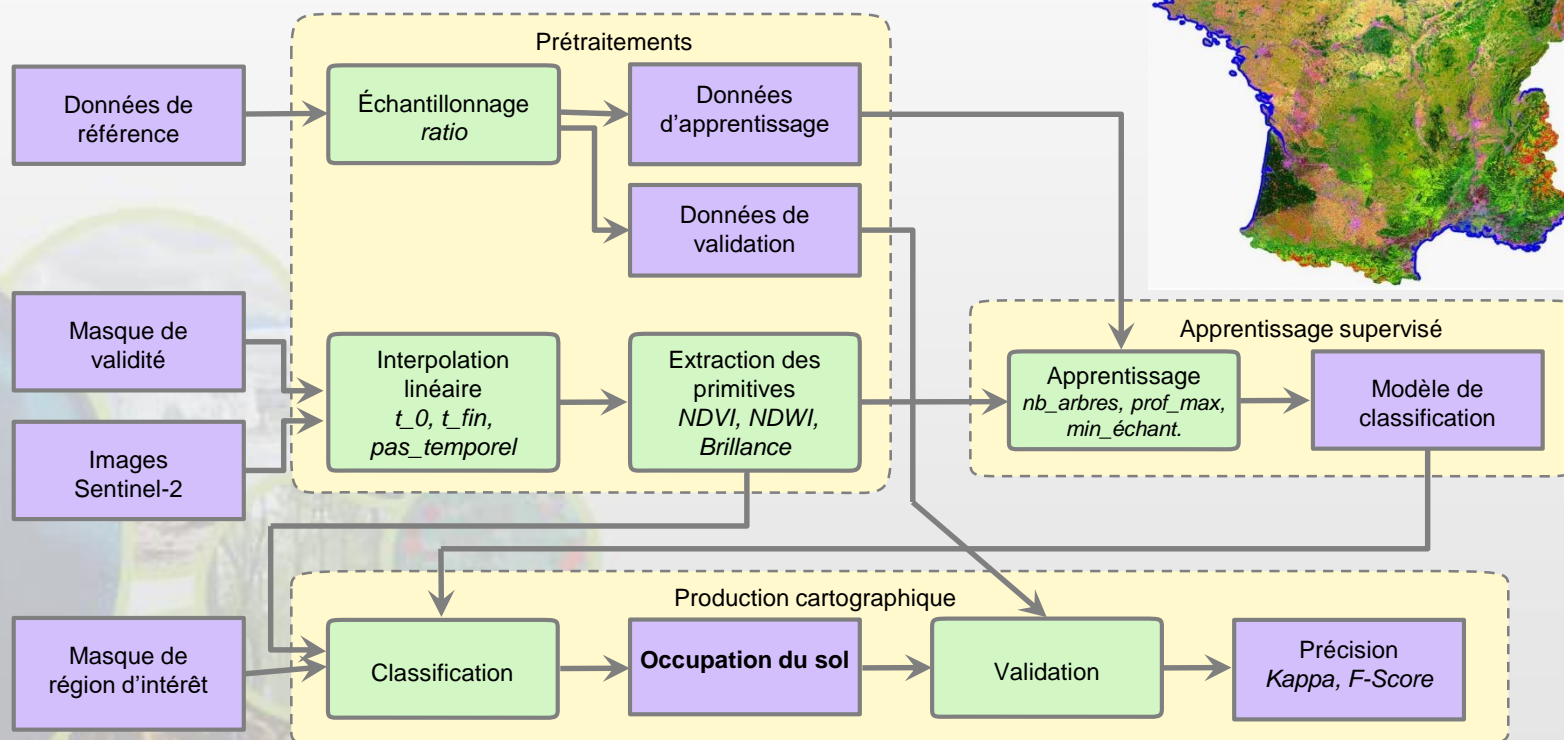 Prétraitements
Données de
référence
Échantillonnage
ratio
Données
d'apprentissage
Données de
validation
Masque de
validité
Images
Sentinel-2
Interpolation
linéaire
t_0, t_fin,
pas_temporel
Extraction des
primitives
NDVI, NDWI,
Brillance
Apprentissage supervisé
Apprentissage
nb_arbres, prof_max,
min_échant.
Modèle de
classification
Production cartographique
Masque de
région d'intérêt
Classification
Occupation du sol
Validation
Précision
Kappa, F-Score